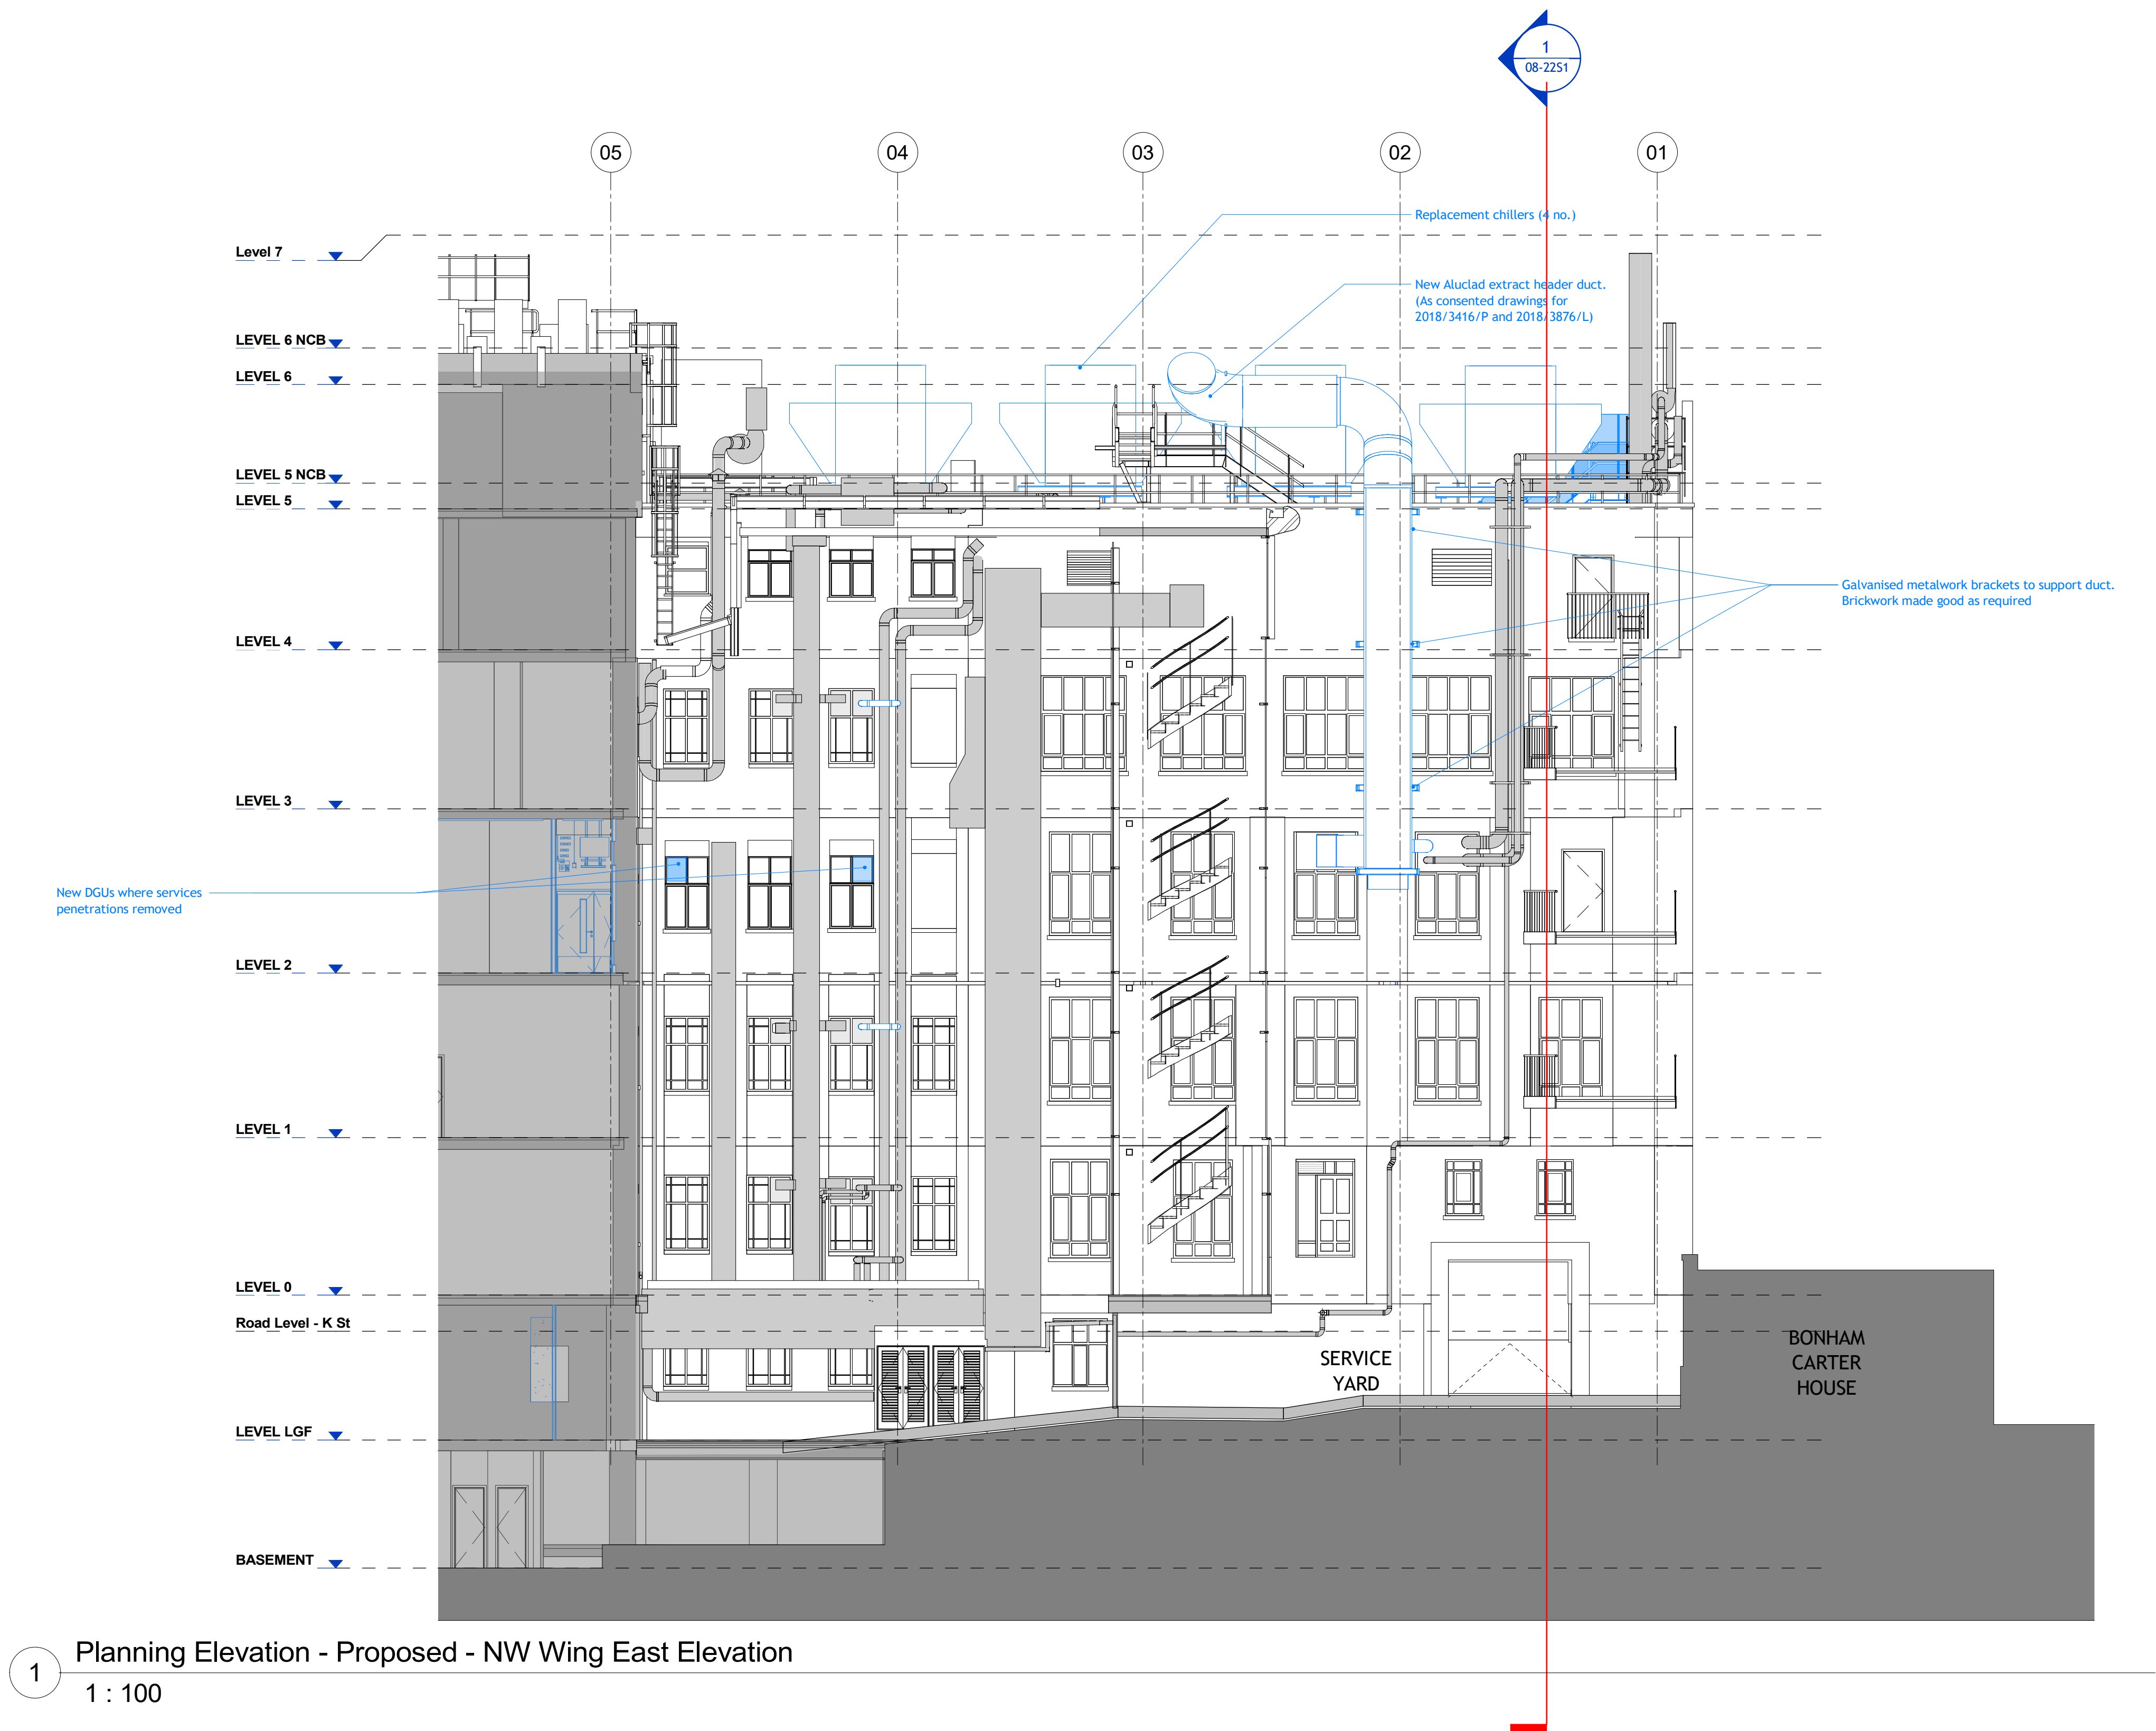 1
08-22S1
05
04
03
02
01
Replacement chillers (4 no.)
Level 7
New Aluclad extract header duct.
(As consented drawings for
2018/3416/P and 2018/3876/L)
LEVEL 6 NCB
LEVEL 6
LEVEL 5 NCB
LEVEL 5
Galvanised metalwork brackets to support duct.
Brickwork made good as required
LEVEL 4
LEVEL 3
New DGUs where services
penetrations removed
LEVEL 2
LEVEL 1
LEVEL 0
Road Level - K St
SERVICE
YARD
BONHAM
CARTER
HOUSE
LEVEL LGF
BASEMENT
1
Planning Elevation - Proposed - NW Wing East Elevation
1 : 100